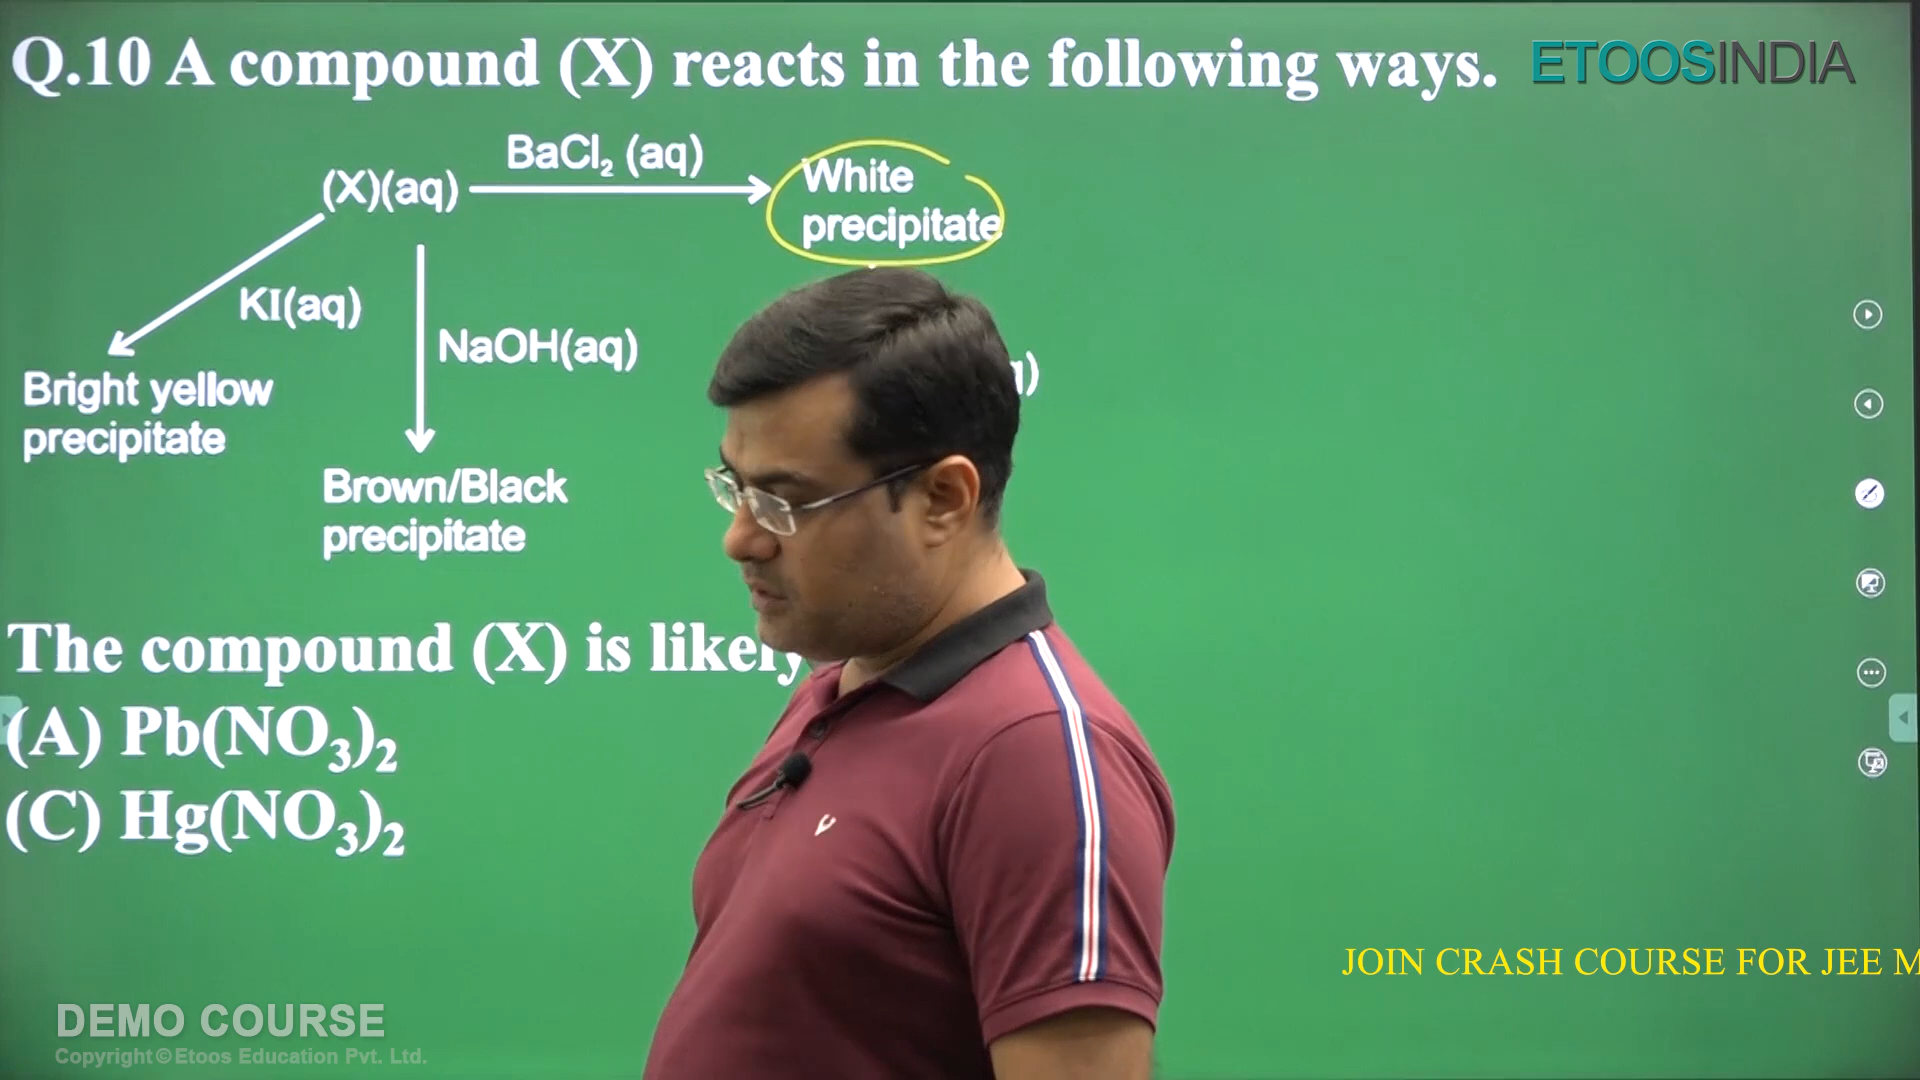 Q.10 A compound (X) reacts in the following ways.
ETOOSINDIA
BaCl₂ (aq)
(X)(aq)
White
precipitate
KI(aq)
NaOH(aq)
Bright yellow
precipitate
Brown/Black
precipitate
The compound (X) is likely
(A) Pb(NO₃)₂
(C) Hg(NO₃)₂
JOIN CRASH COURSE FOR JEE
DEMO COURSE
Copyright © Etoos Education Pvt. Ltd.